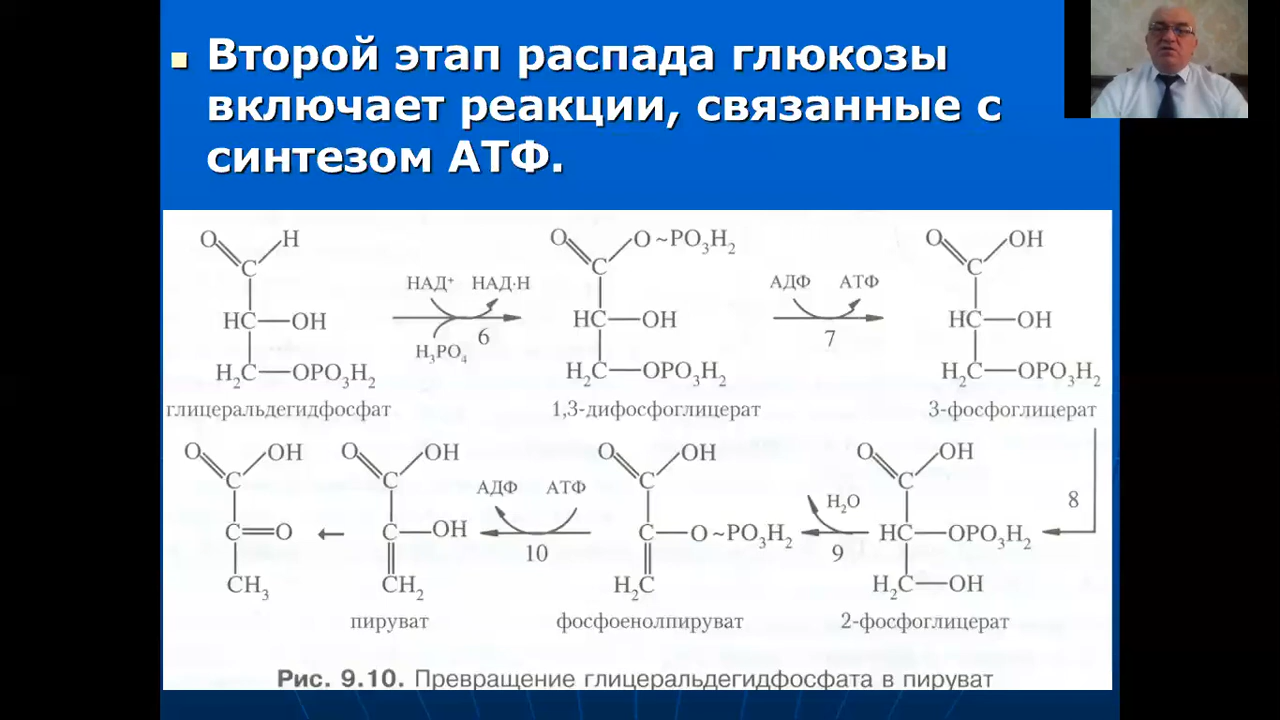 Второй этап распада глюкозы
включает реакции, связанные с
синтезом АТФ.
O H O O~PO₃H₂ O OH
C C C
НАД⁺ НАД·Н АДФ АТФ
HC—OH HC—OH HC—OH
6 7
H₃PO₄
H₂C—OPO₃H₂ H₂C—OPO₃H₂ H₂C—OPO₃H₂
глицеральдегидфосфат 1,3-дифосфоглицерат 3-фосфоглицерат
O OH O OH O OH O OH
C C C C
АДФ АТФ H₂O 8
C=O C—OH C—O~PO₃H₂ HC—OPO₃H₂
10 9
CH₃ CH₂ H₂C H₂C—OH
пируват фосфоенолпируват 2-фосфоглицерат
Рис. 9.10. Превращение глицеральдегидфосфата в пируват